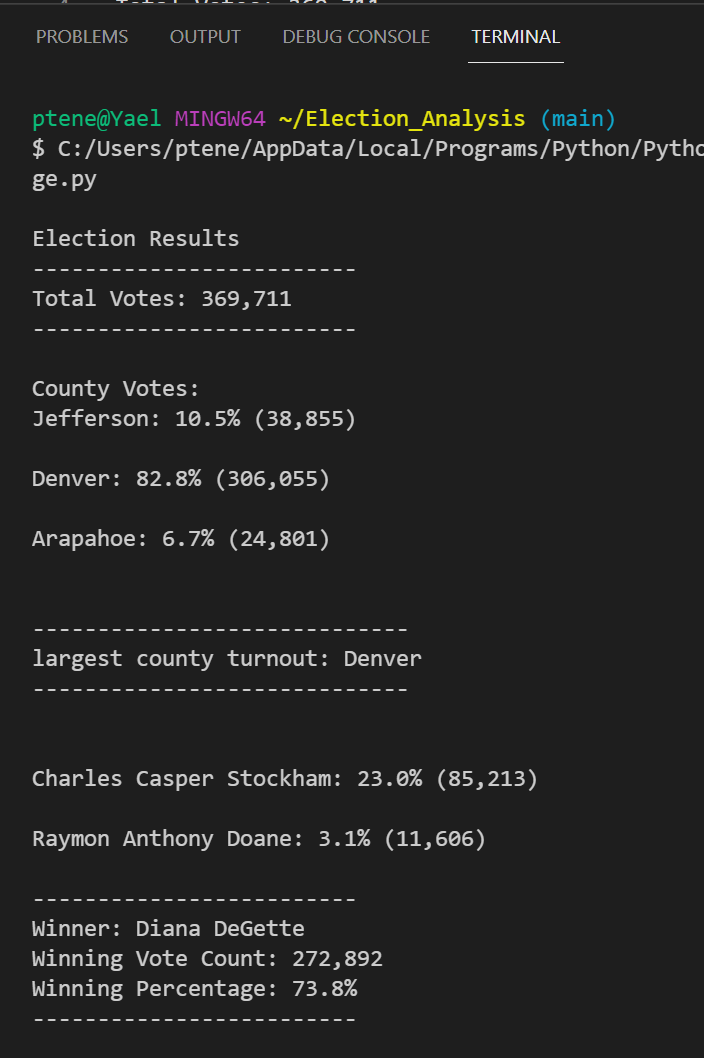 PROBLEMS OUTPUT DEBUG CONSOLE TERMINAL
ptene@Yael MINGW64 ~/Election_Analysis (main)
$ C:/Users/ptene/AppData/Local/Programs/Python/Pytho
ge.py
Election Results
-------------------------
Total Votes: 369,711
-------------------------
County Votes:
Jefferson: 10.5% (38,855)
Denver: 82.8% (306,055)
Arapahoe: 6.7% (24,801)
-----------------------------
largest county turnout: Denver
-----------------------------
Charles Casper Stockham: 23.0% (85,213)
Raymon Anthony Doane: 3.1% (11,606)
-------------------------
Winner: Diana DeGette
Winning Vote Count: 272,892
Winning Percentage: 73.8%
-------------------------